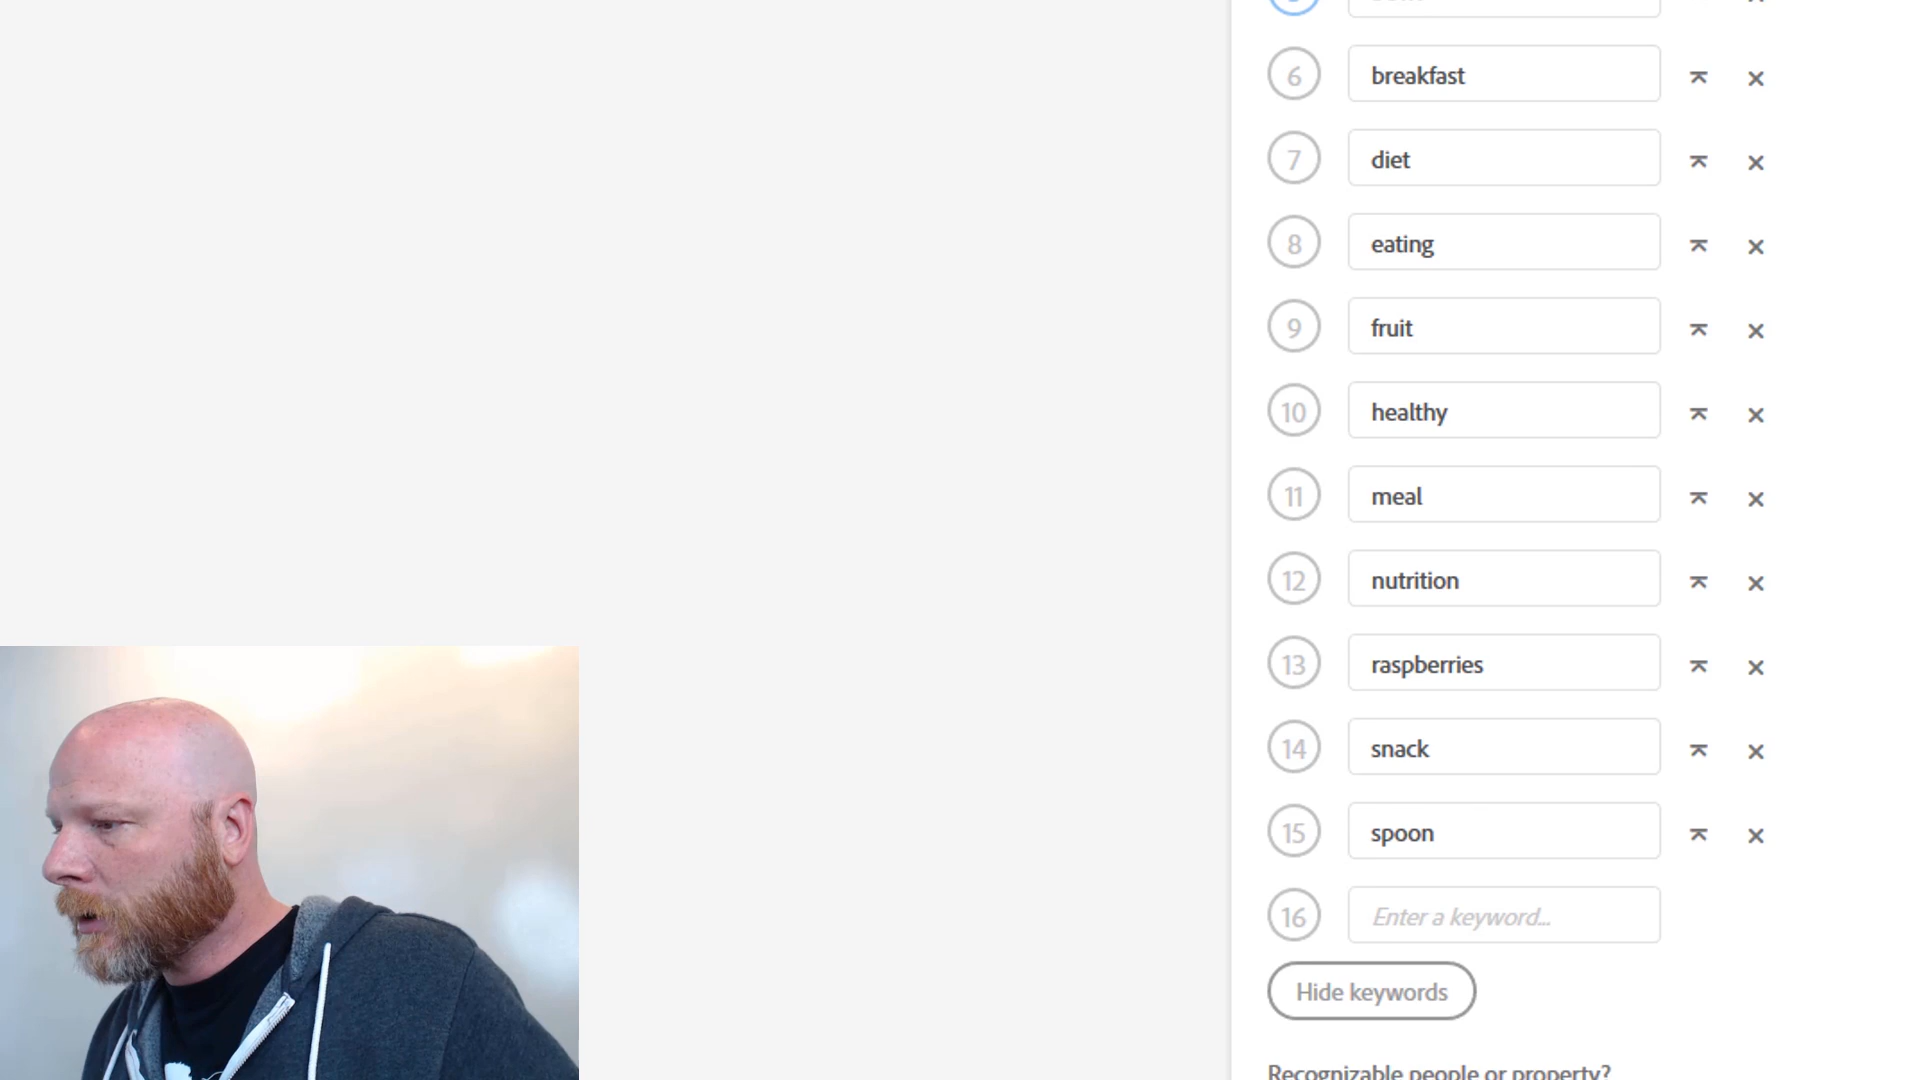 6 breakfast
7 diet
8 eating
9 fruit
10 healthy
11 meal
12 nutrition
13 raspberries
14 snack
15 spoon
16 Enter a keyword...
Hide keywords
Recognizable people or property?